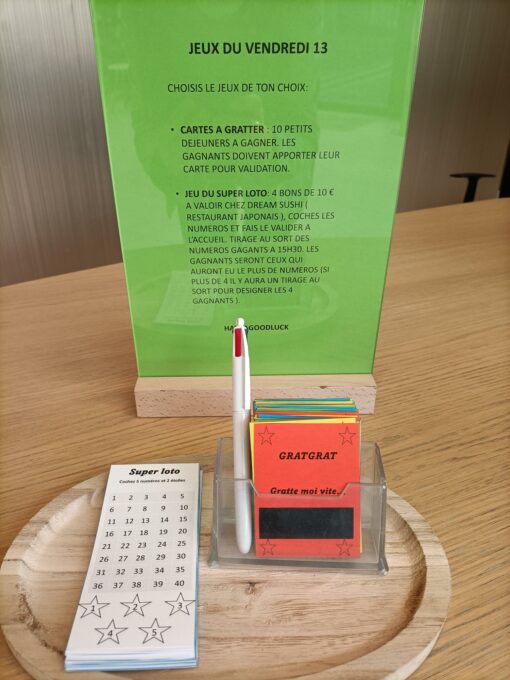 JEUX DU VENDREDI 13
CHOISIS LE JEUX DE TON CHOIX:
• CARTES A GRATTER : 10 PETITS
DEJEUNERS A GAGNER. LES
GAGNANTS DOIVENT APPORTER LEUR
CARTE POUR VALIDATION.
• JEU DU SUPER LOTO: 4 BONS DE 10 €
A VALOIR CHEZ DREAM SUSHI (
RESTAURANT JAPONAIS ), COCHES LES
NUMEROS ET FAIS LE VALIDER A
L'ACCUEIL. TIRAGE AU SORT DES
NUMEROS GAGANTS A 15H30. LES
GAGNANTS SERONT CEUX QUI
AURONT EU LE PLUS DE NUMEROS (SI
PLUS DE 4 IL Y AURA UN TIRAGE AU
SORT POUR DESIGNER LES 4
GAGNANTS ).
GOODLUCK
GRATGRAT
Gratte moi vite...
Super loto
Coches 5 numéros et 2 étoiles
1 2 3 4 5
6 7 8 9 10
11 12 13 14 15
16 17 18 19 20
21 22 23 24 25
26 27 28 29 30
31 32 33 34 35
36 37 38 39 40
1 2 3
4 5